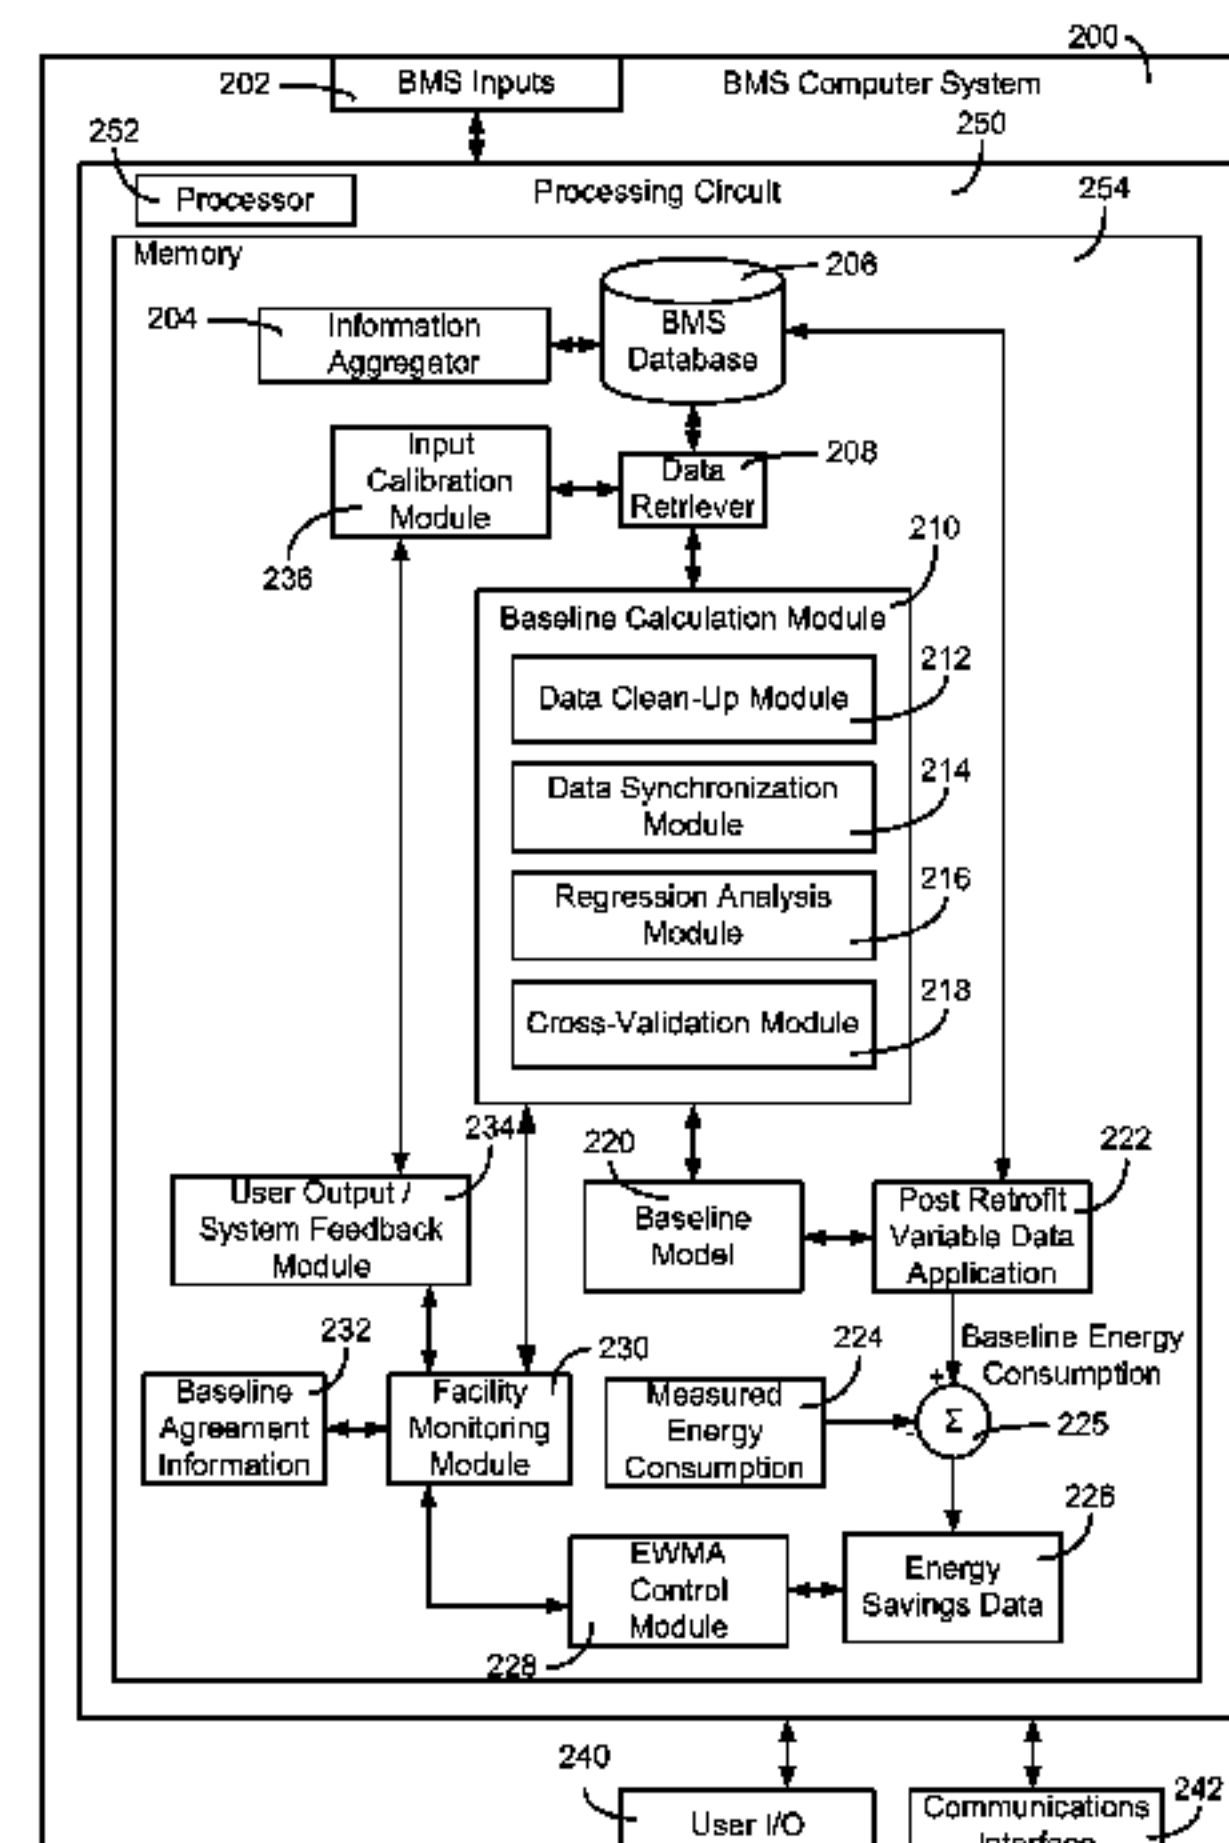 200
202
BMS Inputs
BMS Computer System
252
250
Processor
Processing Circuit
254
Memory
206
204
Information
Aggregator
BMS
Database
Input
Calibration
Module
Data
Retriever
208
236
210
Baseline Calculation Module
212
Data Clean-Up Module
214
Data Synchronization
Module
216
Regression Analysis
Module
218
Cross-Validation Module
234
220
222
User Output /
System Feedback
Module
Baseline
Model
Post Retrofit
Variable Data
Application
232
230
224
Baseline Energy
Consumption
Baseline
Agreement
Information
Facility
Monitoring
Module
Measured
Energy
Consumption
+
-
Σ
225
226
EWMA
Control
Module
Energy
Savings Data
228
240
242
User I/O
Communications
Interface